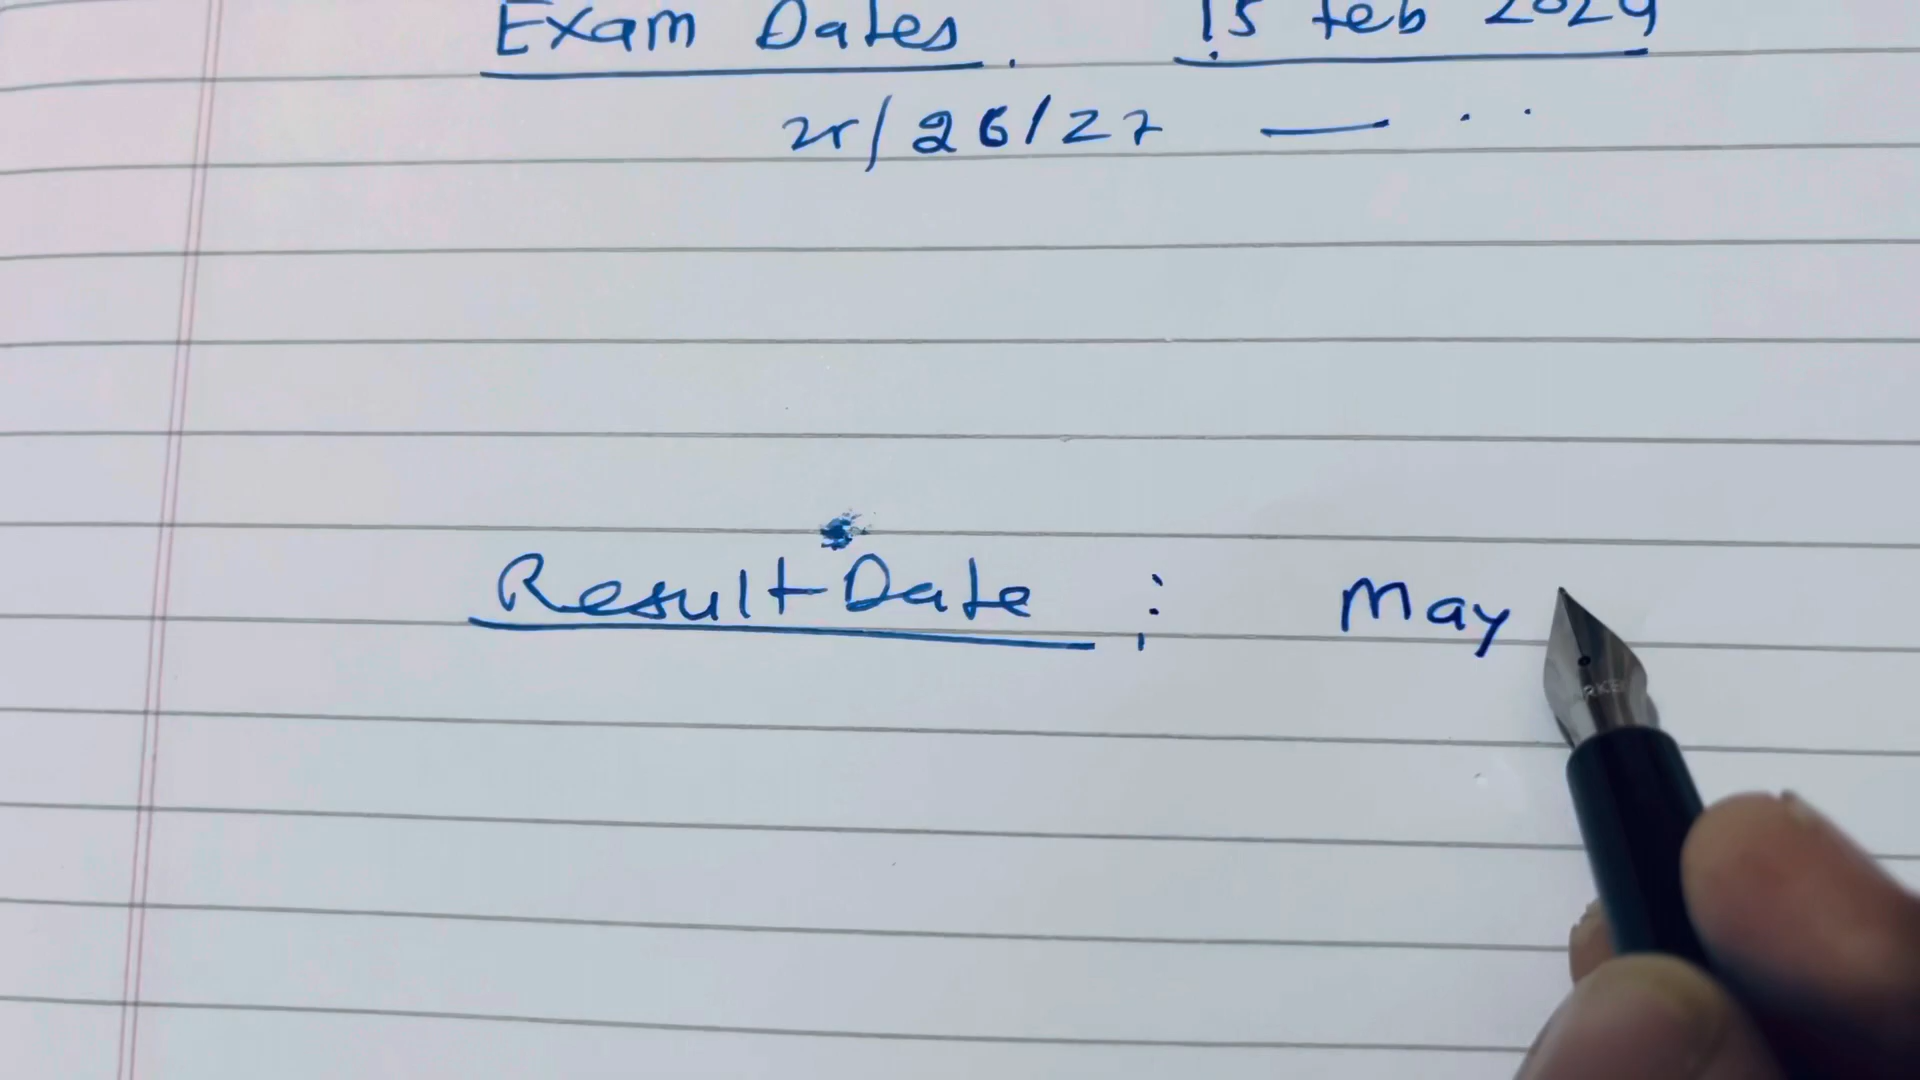 Exam Dates. 15 Feb 2024
25/26/27 — . .
Result Date : May